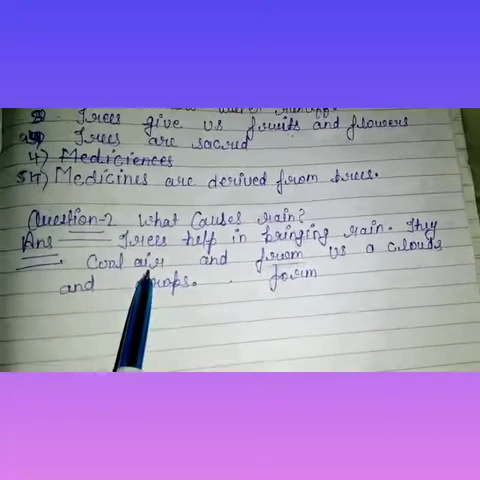 Trees give us fruits and flowers
Trees are sacred
4) Mediciences
5) Medicines are derived from trees.
Question-2 What Causes rain?
Ans Trees help in bringing rain. They
Cool air and from us a clouds
and drops. form